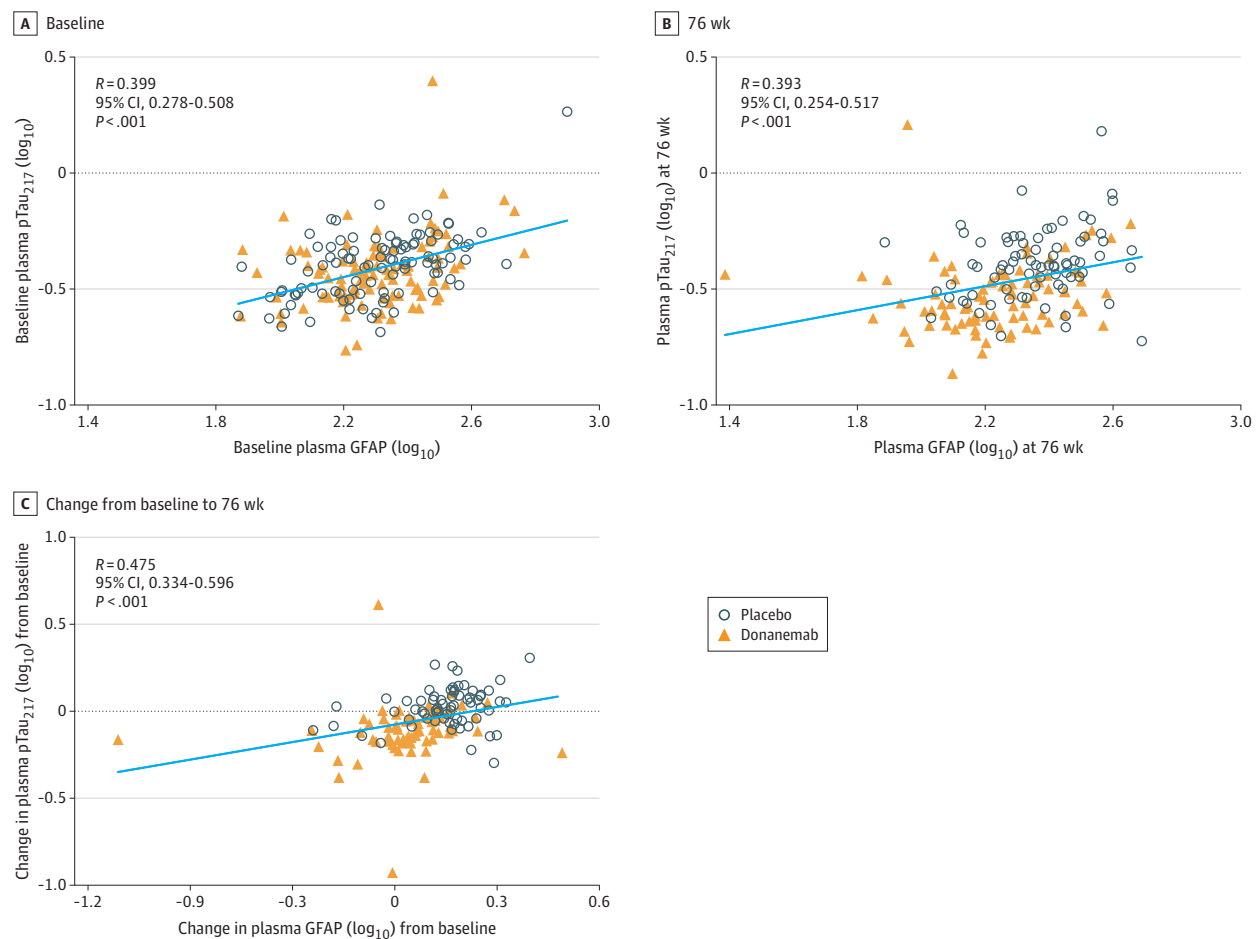 A Baseline
0.5
0
-0.5
-1.0
Baseline plasma pTau217 (log10)
R = 0.399
95% CI, 0.278-0.508
P < .001
1.4 1.8 2.2 2.6 3.0
Baseline plasma GFAP (log10)
B 76 wk
0.5
0
-0.5
-1.0
Plasma pTau217 (log10) at 76 wk
R = 0.393
95% CI, 0.254-0.517
P < .001
1.4 1.8 2.2 2.6 3.0
Plasma GFAP (log10) at 76 wk
C Change from baseline to 76 wk
1.0
0.5
0
-0.5
-1.0
Change in plasma pTau217 (log10) from baseline
R = 0.475
95% CI, 0.334-0.596
P < .001
-1.2 -0.9 -0.3 0 0.3 0.6
Change in plasma GFAP (log10) from baseline
Placebo
Donanemab